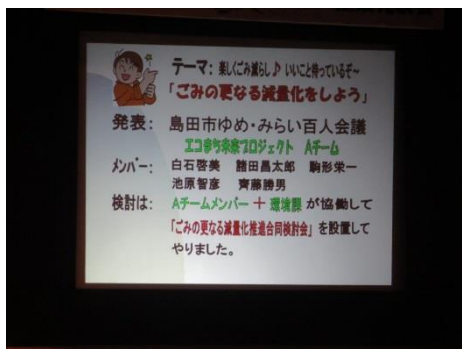 テーマ: 楽しくごみ減らし♪ いいこと待っているぞ~
「ごみの更なる減量化をしよう」
発表: 島田市ゆめ・みらい百人会議
エコまち未来プロジェクト Aチーム
メンバー: 白石啓美 諸田昌太郎 駒形栄一
池原智彦 齊藤勝男
検討は: Aチームメンバー + 環境課 が協働して
「ごみの更なる減量化推進合同検討会」を設置して
やりました。